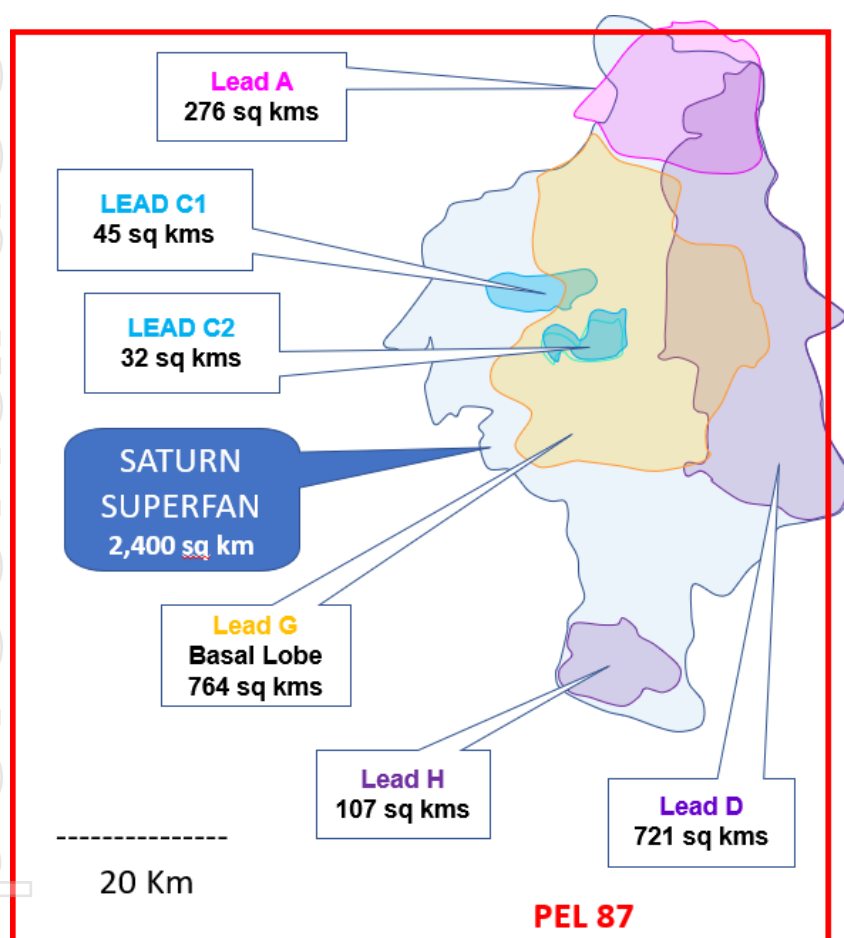 Lead A
276 sq kms
LEAD C1
45 sq kms
LEAD C2
32 sq kms
SATURN
SUPERFAN
2,400 sq km
Lead G
Basal Lobe
764 sq kms
Lead H
107 sq kms
Lead D
721 sq kms
20 Km
PEL 87